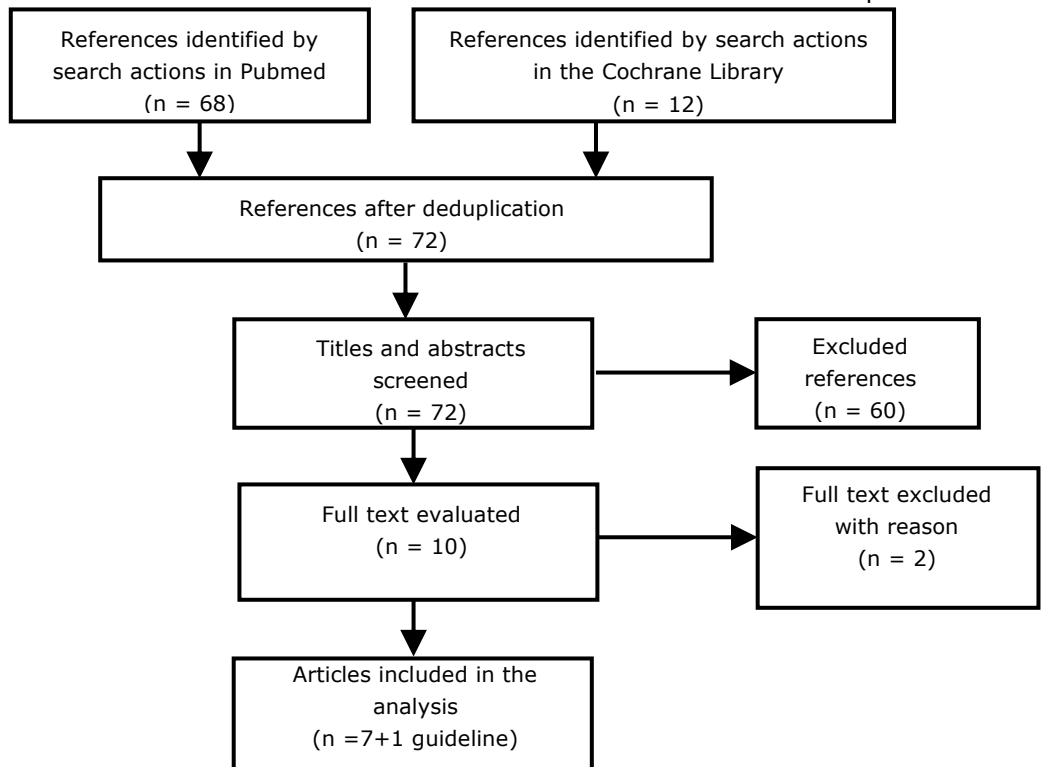 References identified by
search actions in Pubmed
(n = 68)
References identified by search actions
in the Cochrane Library
(n = 12)
References after deduplication
(n = 72)
Titles and abstracts
screened
(n = 72)
Excluded
references
(n = 60)
Full text evaluated
(n = 10)
Full text excluded
with reason
(n = 2)
Articles included in the
analysis
(n =7+1 guideline)